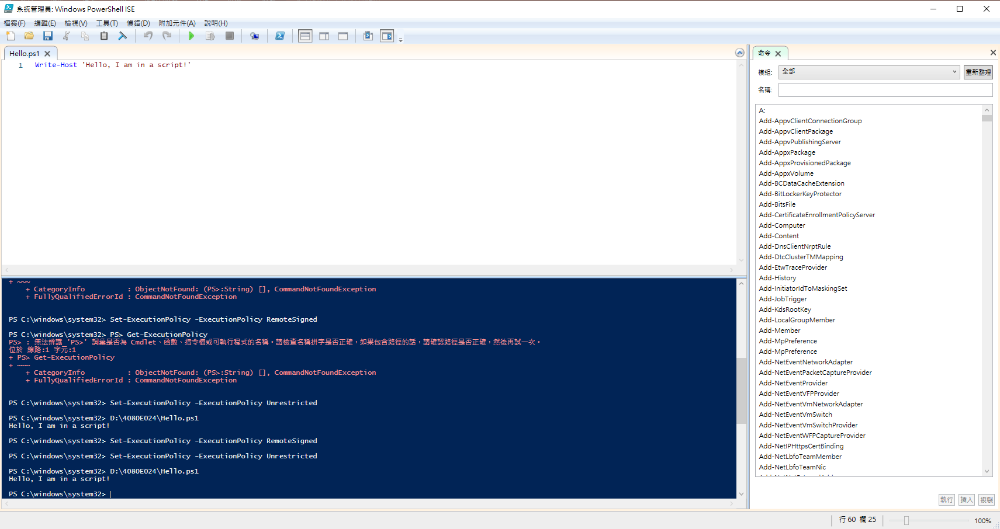 系統管理員: Windows PowerShell ISE
檔案(F) 編輯(E) 檢視(V) 工具(T) 偵錯(D) 附加元件(A) 說明(H)
Hello.ps1
1 Write-Host 'Hello, I am in a script!'
+ ~~~
+ CategoryInfo : ObjectNotFound: (PS>:String) [], CommandNotFoundException
+ FullyQualifiedErrorId : CommandNotFoundException
PS C:\windows\system32> Set-ExecutionPolicy -ExecutionPolicy RemoteSigned
PS C:\windows\system32> PS> Get-ExecutionPolicy
PS> : 無法辨識 'PS>' 詞彙是否為 Cmdlet、函數、指令檔或可執行程式的名稱。請檢查名稱拼字是否正確，如果包含路徑的話，請確認路徑是否正確，然後再試一次。
位於 線路:1 字元:1
+ PS> Get-ExecutionPolicy
+ ~~~
+ CategoryInfo : ObjectNotFound: (PS>:String) [], CommandNotFoundException
+ FullyQualifiedErrorId : CommandNotFoundException
PS C:\windows\system32> Set-ExecutionPolicy -ExecutionPolicy Unrestricted
PS C:\windows\system32> D:\4080E024\Hello.ps1
Hello, I am in a script!
PS C:\windows\system32> Set-ExecutionPolicy -ExecutionPolicy RemoteSigned
PS C:\windows\system32> Set-ExecutionPolicy -ExecutionPolicy Unrestricted
PS C:\windows\system32> D:\4080E024\Hello.ps1
Hello, I am in a script!
PS C:\windows\system32>
命令
模組: 全部 重新整理
名稱:
A:
Add-AppvClientConnectionGroup
Add-AppvClientPackage
Add-AppvPublishingServer
Add-AppxPackage
Add-AppxProvisionedPackage
Add-AppxVolume
Add-BCDataCacheExtension
Add-BitLockerKeyProtector
Add-BitsFile
Add-CertificateEnrollmentPolicyServer
Add-Computer
Add-Content
Add-DnsClientNrptRule
Add-DtcClusterTMMapping
Add-EtwTraceProvider
Add-History
Add-InitiatorIdToMaskingSet
Add-JobTrigger
Add-KdsRootKey
Add-LocalGroupMember
Add-Member
Add-MpPreference
Add-MpPreference
Add-NetEventNetworkAdapter
Add-NetEventPacketCaptureProvider
Add-NetEventProvider
Add-NetEventVFPProvider
Add-NetEventVmNetworkAdapter
Add-NetEventVmSwitch
Add-NetEventVmSwitchProvider
Add-NetEventWFPCaptureProvider
Add-NetIPHttpsCertBinding
Add-NetLbfoTeamMember
Add-NetLbfoTeamNic
執行 插入 複製
行 60 欄 25
100%